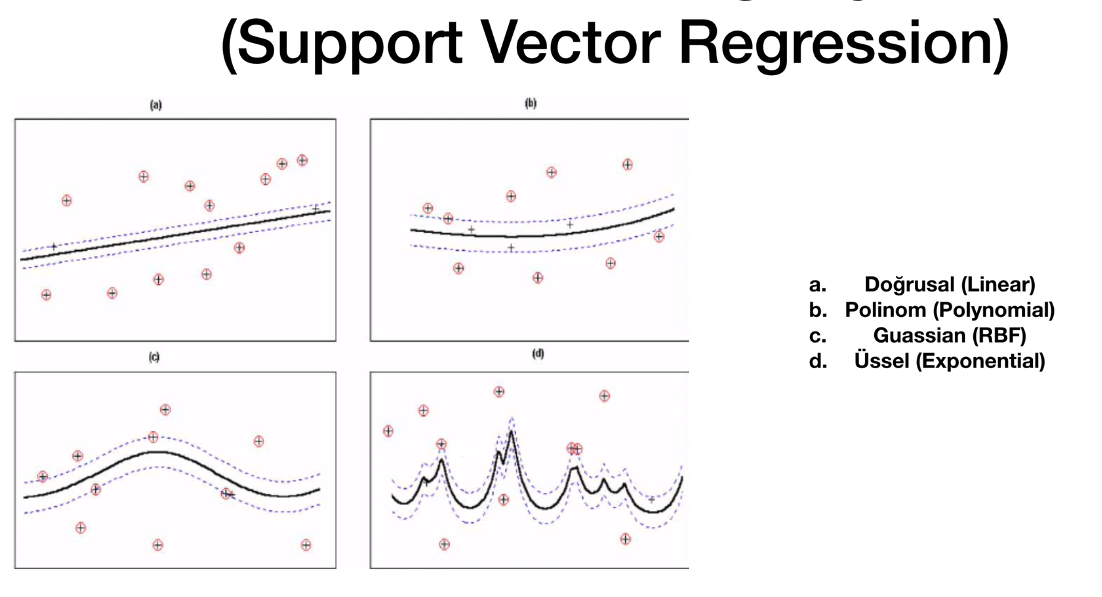 (Support Vector Regression)
(a)
(b)
(c)
(d)
a. Doğrusal (Linear)
b. Polinom (Polynomial)
c. Guassian (RBF)
d. Üssel (Exponential)